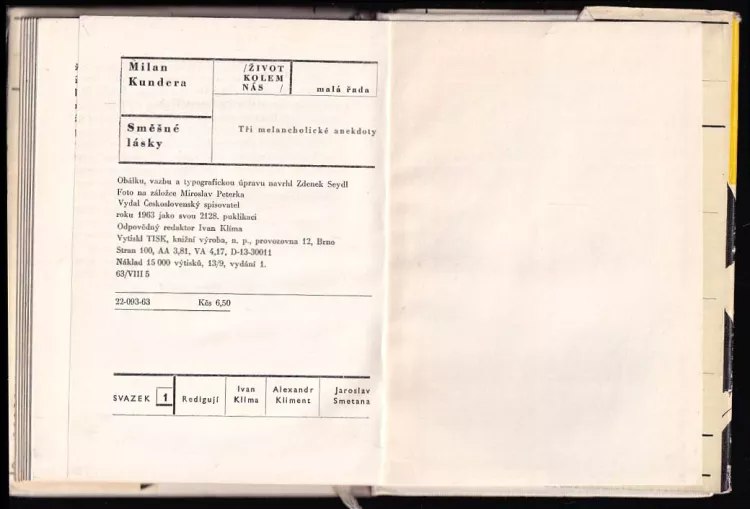 Milan
Kundera
/ŽIVOT
KOLEM
NÁS /
malá řada
Směšné
lásky
Tři melancholické anekdoty
Obálku, vazbu a typografickou úpravu navrhl Zdenek Seydl
Foto na záložce Miroslav Peterka
Vydal Československý spisovatel
roku 1963 jako svou 2128. publikaci
Odpovědný redaktor Ivan Klíma
Vytiskl TISK, knižní výroba, n. p., provozovna 12, Brno
Stran 100, AA 3,81, VA 4,17, D-13-30011
Náklad 15 000 výtisků, 13/9, vydání 1.
63/VIII 5
22-093-63 Kčs 6,50
SVAZEK 1
Redigují
Ivan
Klíma
Alexandr
Kliment
Jaroslav
Smetana